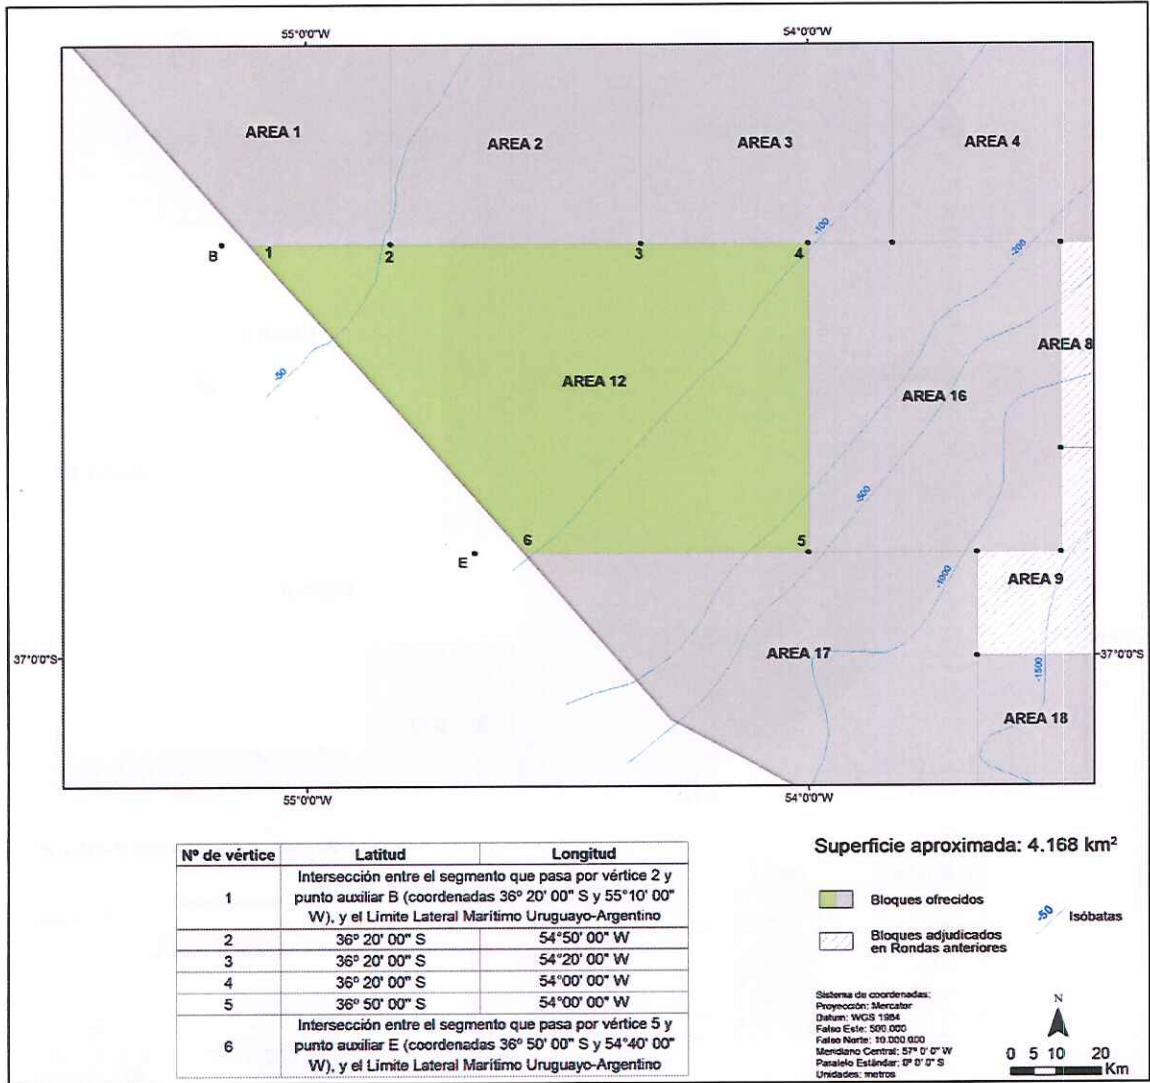 55°0'0"W
54°0'0"W
AREA 1
AREA 2
AREA 3
AREA 4
B
1
2
3
4
-100
-200
AREA 8
-50
AREA 12
AREA 16
-500
6
5
E
AREA 9
-1000
37°0'0"S
AREA 17
37°0'0"S
-1500
AREA 18
55°0'0"W
54°0'0"W
Nº de vértice Latitud Longitud
1 Intersección entre el segmento que pasa por vértice 2 y
punto auxiliar B (coordenadas 36º 20' 00" S y 55°10' 00"
W), y el Límite Lateral Marítimo Uruguayo-Argentino
2 36º 20' 00" S 54°50' 00" W
3 36º 20' 00" S 54°20' 00" W
4 36º 20' 00" S 54°00' 00" W
5 36º 50' 00" S 54°00' 00" W
6 Intersección entre el segmento que pasa por vértice 5 y
punto auxiliar E (coordenadas 36º 50' 00" S y 54°40' 00"
W), y el Límite Lateral Marítimo Uruguayo-Argentino
Superficie aproximada: 4.168 km²
Bloques ofrecidos
-50 Isóbatas
Bloques adjudicados
en Rondas anteriores
Sistema de coordenadas:
Proyección: Mercator
Datum: WGS 1984
Falso Este: 500.000
Falso Norte: 10.000.000
Meridiano Central: 57° 0' 0" W
Paralelo Estándar: 0° 0' 0" S
Unidades: metros
N
0 5 10 20
Km